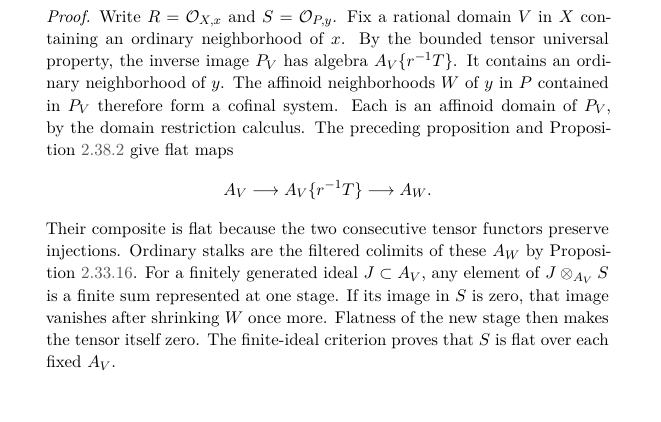 Proof. Write R = 𝒪_{X,x} and S = 𝒪_{P,y}. Fix a rational domain V in X con-
taining an ordinary neighborhood of x. By the bounded tensor universal
property, the inverse image P_V has algebra A_V{r^{-1}T}. It contains an ordi-
nary neighborhood of y. The affinoid neighborhoods W of y in P contained
in P_V therefore form a cofinal system. Each is an affinoid domain of P_V,
by the domain restriction calculus. The preceding proposition and Proposi-
tion 2.38.2 give flat maps
A_V ⟶ A_V{r^{-1}T} ⟶ A_W.
Their composite is flat because the two consecutive tensor functors preserve
injections. Ordinary stalks are the filtered colimits of these A_W by Proposi-
tion 2.33.16. For a finitely generated ideal J ⊂ A_V, any element of J ⊗_{A_V} S
is a finite sum represented at one stage. If its image in S is zero, that image
vanishes after shrinking W once more. Flatness of the new stage then makes
the tensor itself zero. The finite-ideal criterion proves that S is flat over each
fixed A_V.